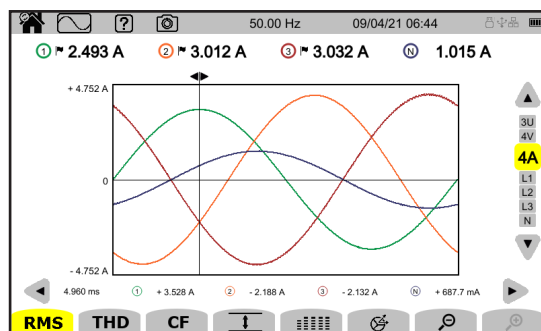 ? 50.00 Hz 09/04/21 06:44
1 2.493 A 2 3.012 A 3 3.032 A N 1.015 A
+ 4.752 A
0
- 4.752 A
3U
4V
4A
L1
L2
L3
N
4.960 ms 1 + 3.528 A 2 - 2.188 A 3 - 2.132 A N + 687.7 mA
RMS THD CF